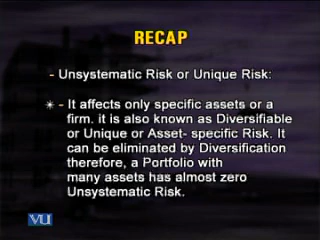 RECAP
- Unsystematic Risk or Unique Risk:
✴ - It affects only specific assets or a
firm. it is also known as Diversifiable
or Unique or Asset- specific Risk. It
can be eliminated by Diversification
therefore, a Portfolio with
many assets has almost zero
Unsystematic Risk.
VU